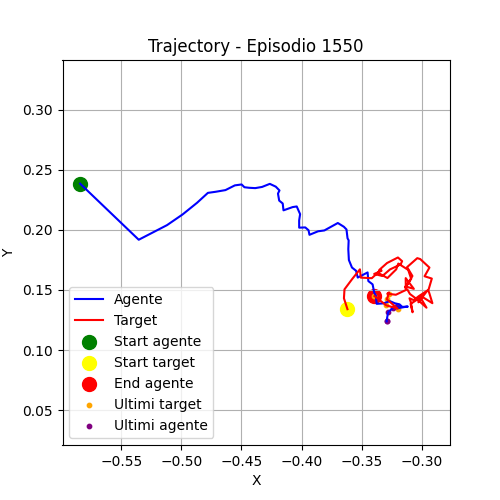 Trajectory - Episodio 1550
0.30
0.25
0.20
0.15
0.10
0.05
Y
Agente
Target
Start agente
Start target
End agente
Ultimi target
Ultimi agente
−0.55
−0.50
−0.45
−0.40
−0.35
−0.30
X